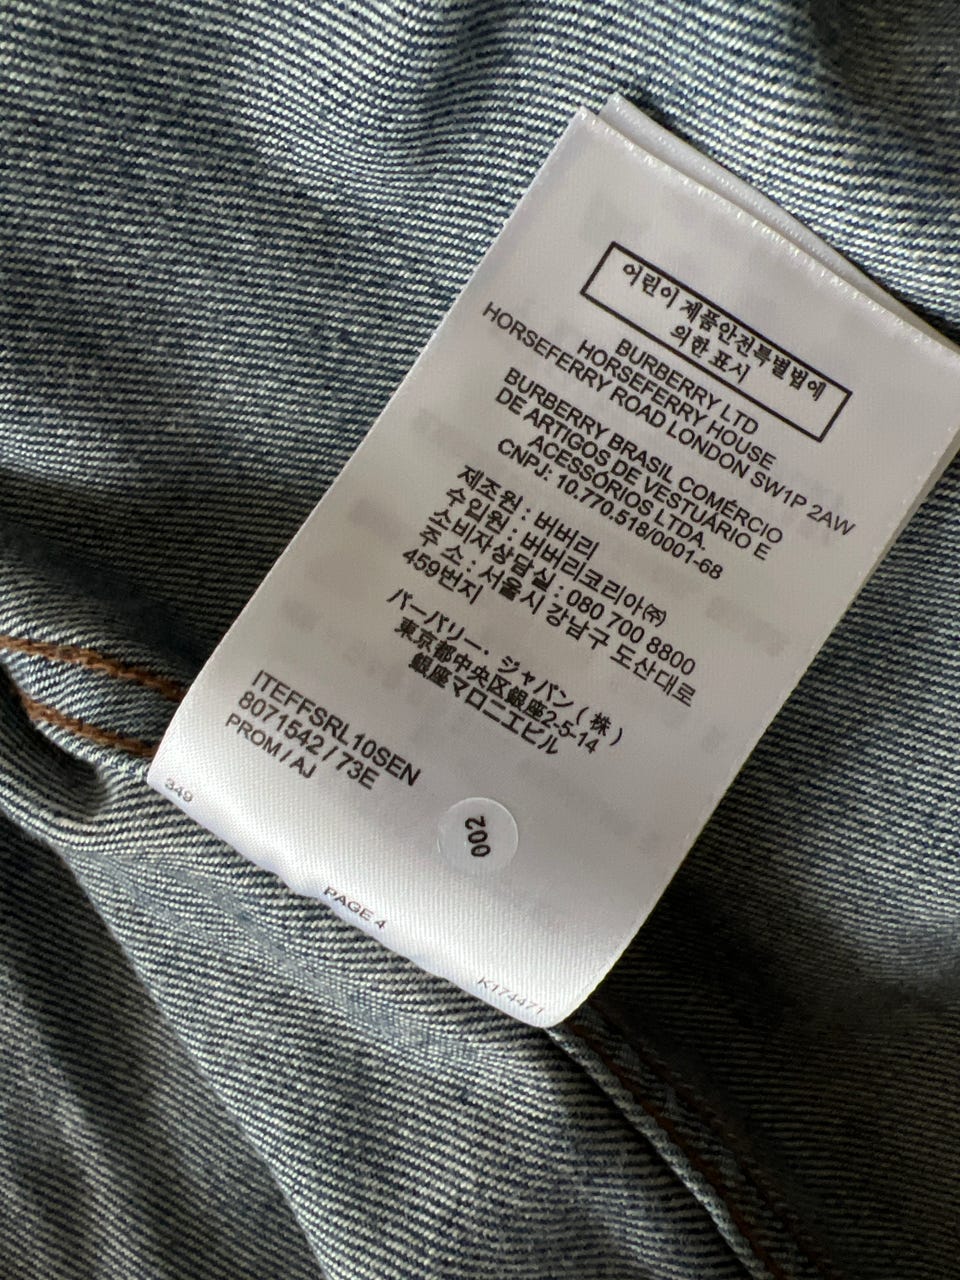 어린이 제품안전특별법에
의한 표시
BURBERRY LTD
HORSEFERRY HOUSE
HORSEFERRY ROAD LONDON SW1P 2AW
BURBERRY BRASIL COMÉRCIO
DE ARTIGOS DE VESTUÁRIO E
ACESSÓRIOS LTDA.
CNPJ: 10.770.518/0001-68
제조원 : 버버리
수입원 : 버버리코리아㈜
소비자상담실 : 080 700 8800
주 소 : 서울시 강남구 도산대로
459번지
バーバリー・ジャパン (株)
東京都中央区銀座2-5-14
銀座マロニエビル
ITEFFSRL10SEN
8071542 / 73E
PROM / AJ
002
349
PAGE 4
K174471